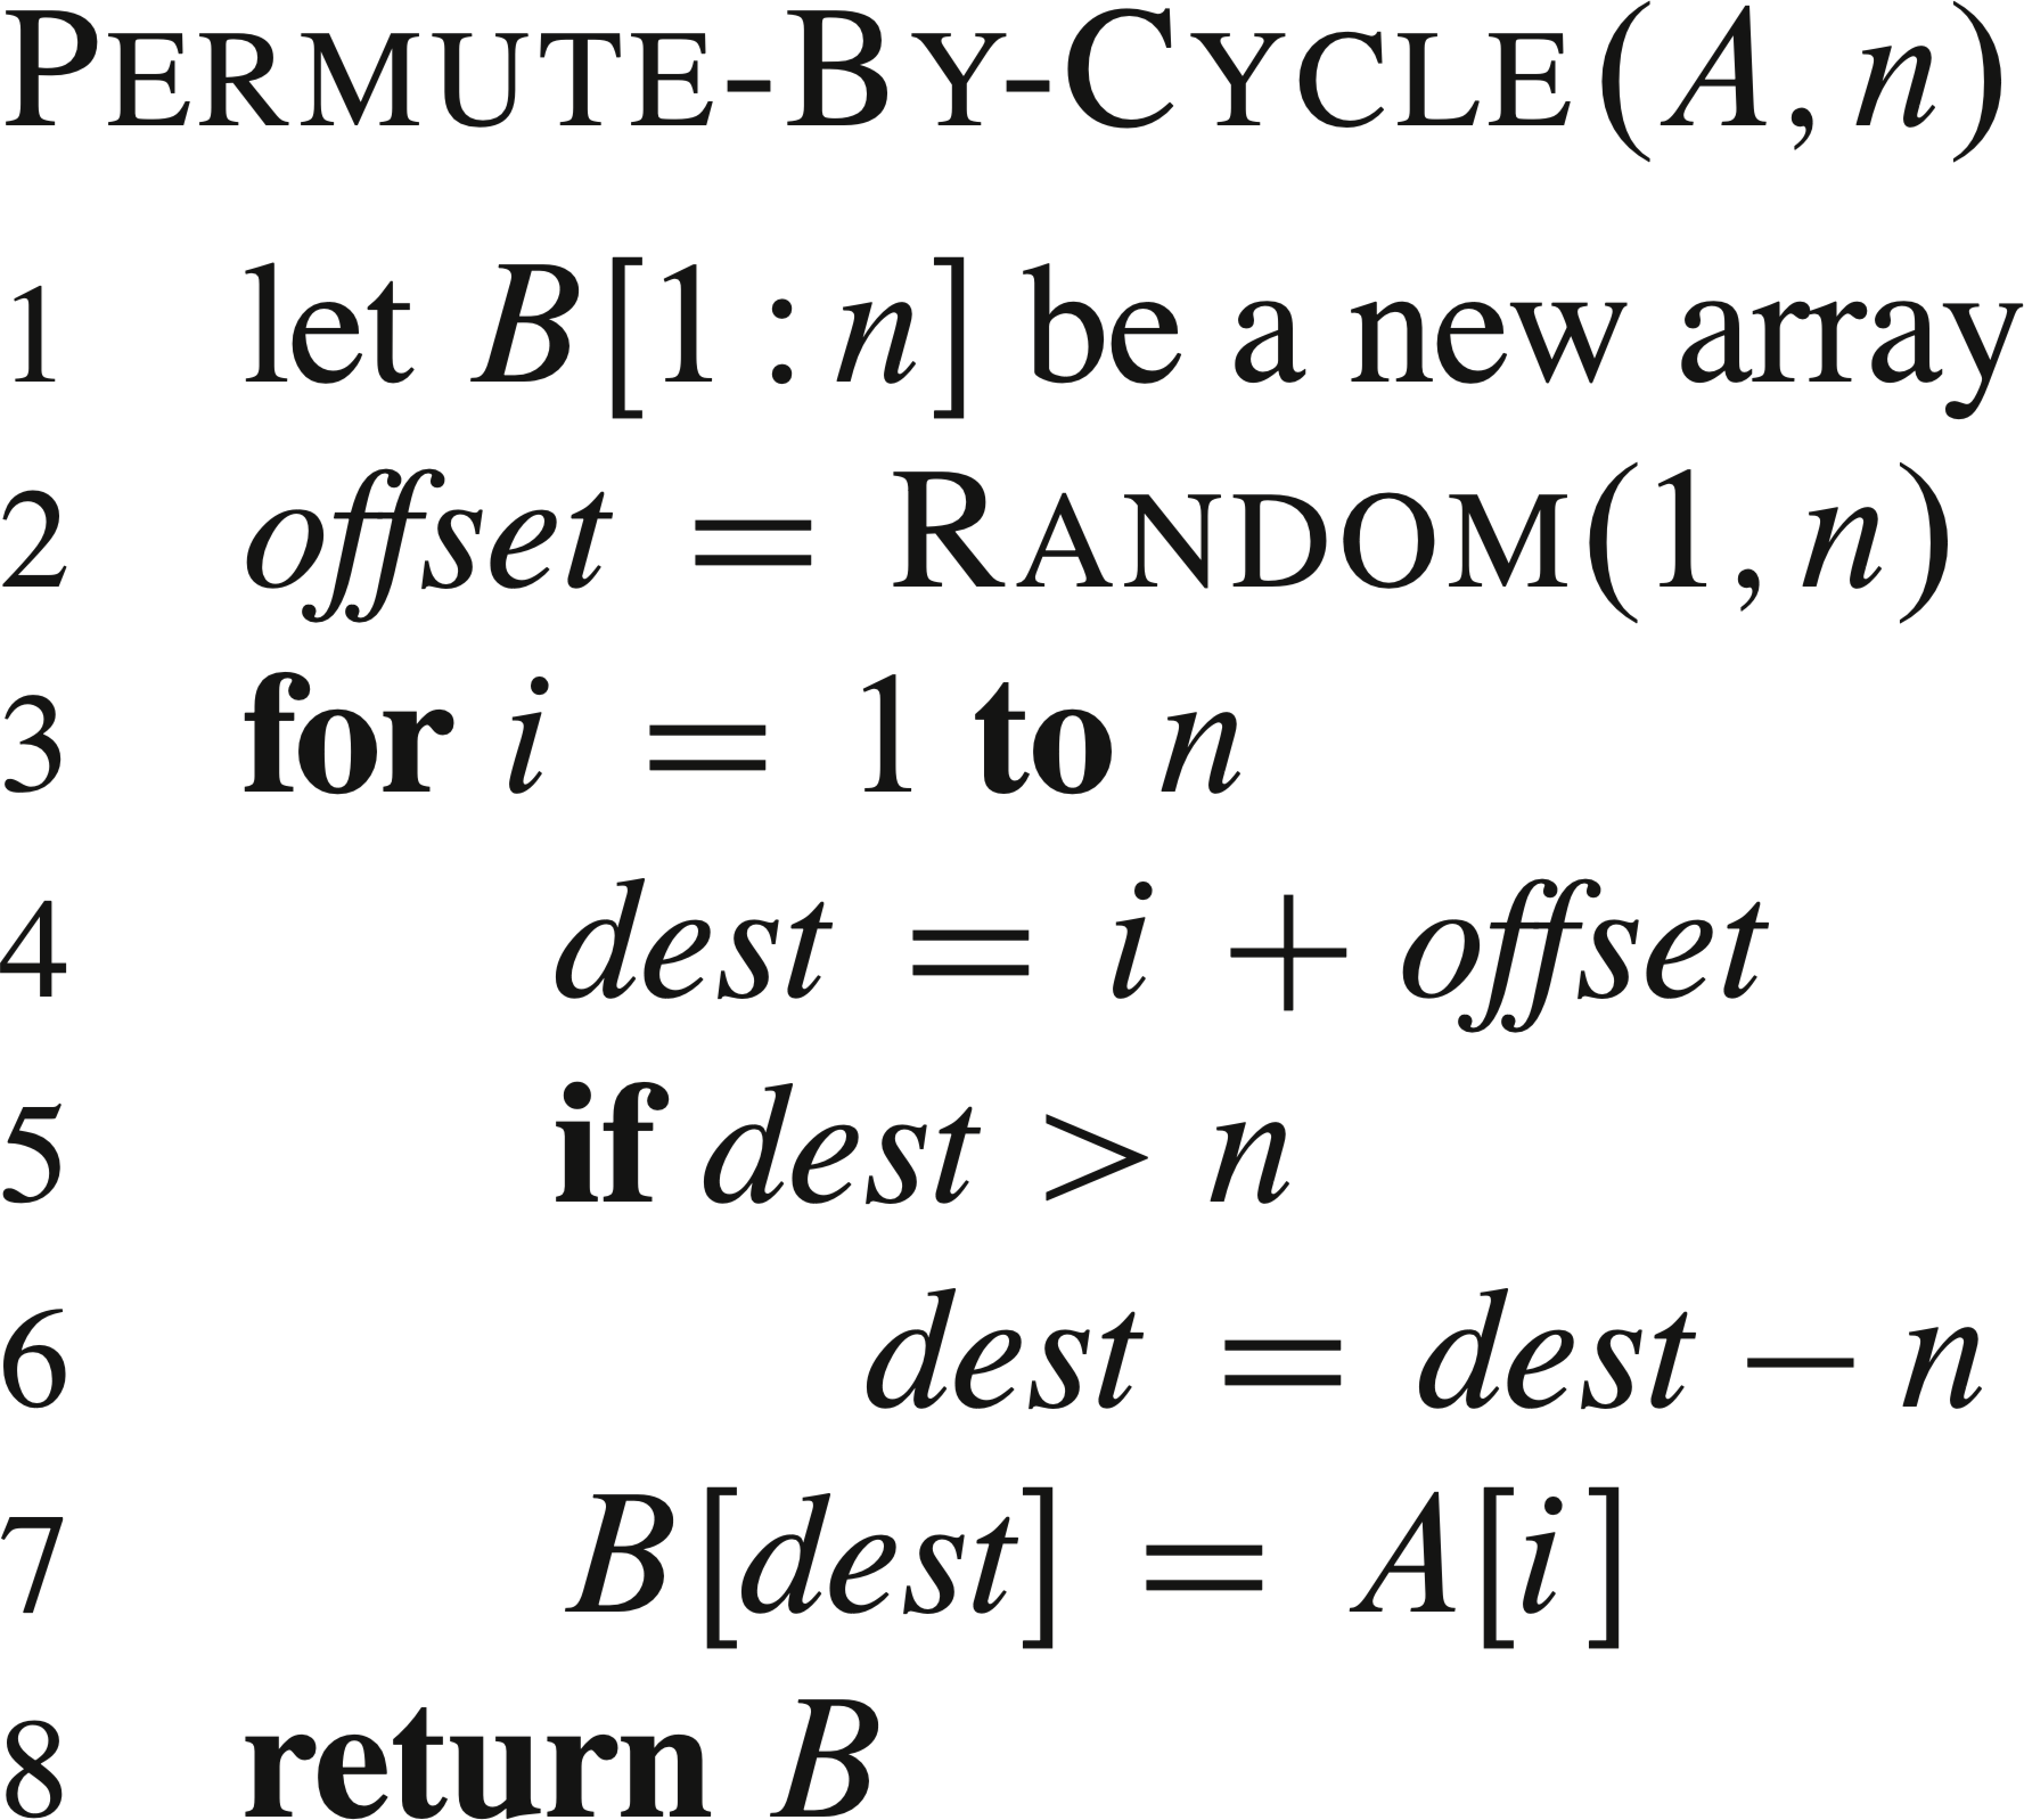 PERMUTE-BY-CYCLE(A, n)
1 let B[1 : n] be a new array
2 offset = RANDOM(1, n)
3 for i = 1 to n
4 dest = i + offset
5 if dest > n
6 dest = dest − n
7 B[dest] = A[i]
8 return B